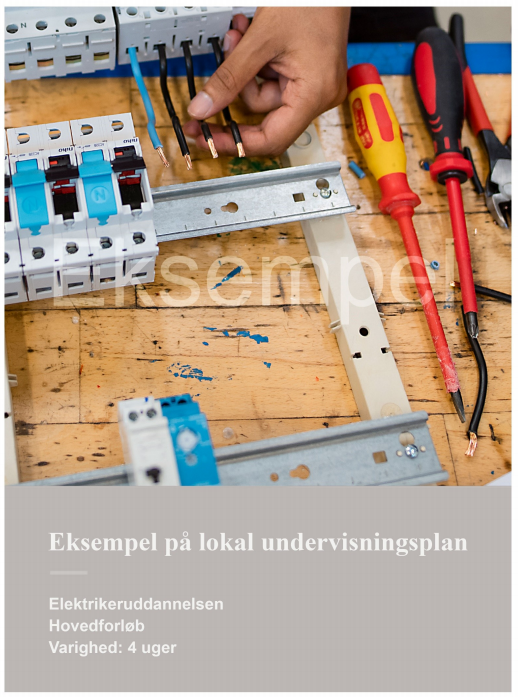 N
Eksempel
Eksempel på lokal undervisningsplan
Elektrikeruddannelsen
Hovedforløb
Varighed: 4 uger